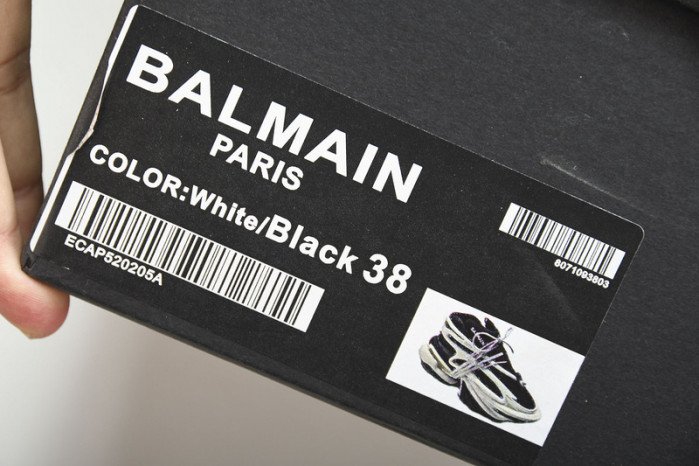 BALMAIN
PARIS
COLOR:White/Black 38
ECAP520205A
8071093803